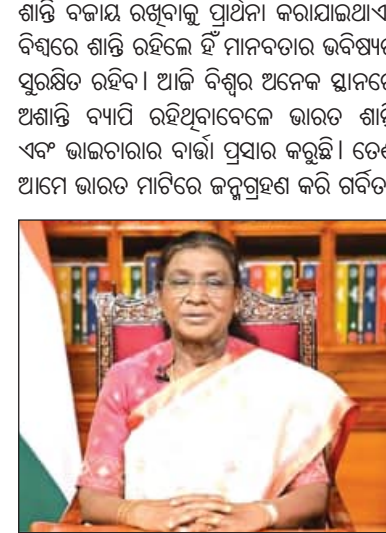 ଶାନ୍ତି ବଜାୟ ରଖିବାକୁ ପ୍ରାର୍ଥନା କରାଯାଇଥାଏ
ବିଶ୍ୱରେ ଶାନ୍ତି ରହିଲେ ହିଁ ମାନବତାର ଭବିଷ୍ୟତ
ସୁରକ୍ଷିତ ରହିବ। ଆଜି ବିଶ୍ୱର ଅନେକ ସ୍ଥାନରେ
ଅଶାନ୍ତି ବ୍ୟାପି ରହିଥିବାବେଳେ ଭାରତ ଶାନ୍ତି
ଏବଂ ଭାଇଚାରାର ବାର୍ତ୍ତା ପ୍ରସାର କରୁଛି। ତେଣୁ
ଆମେ ଭାରତ ମାଟିରେ ଜନ୍ମଗ୍ରହଣ କରି ଗର୍ବିତ